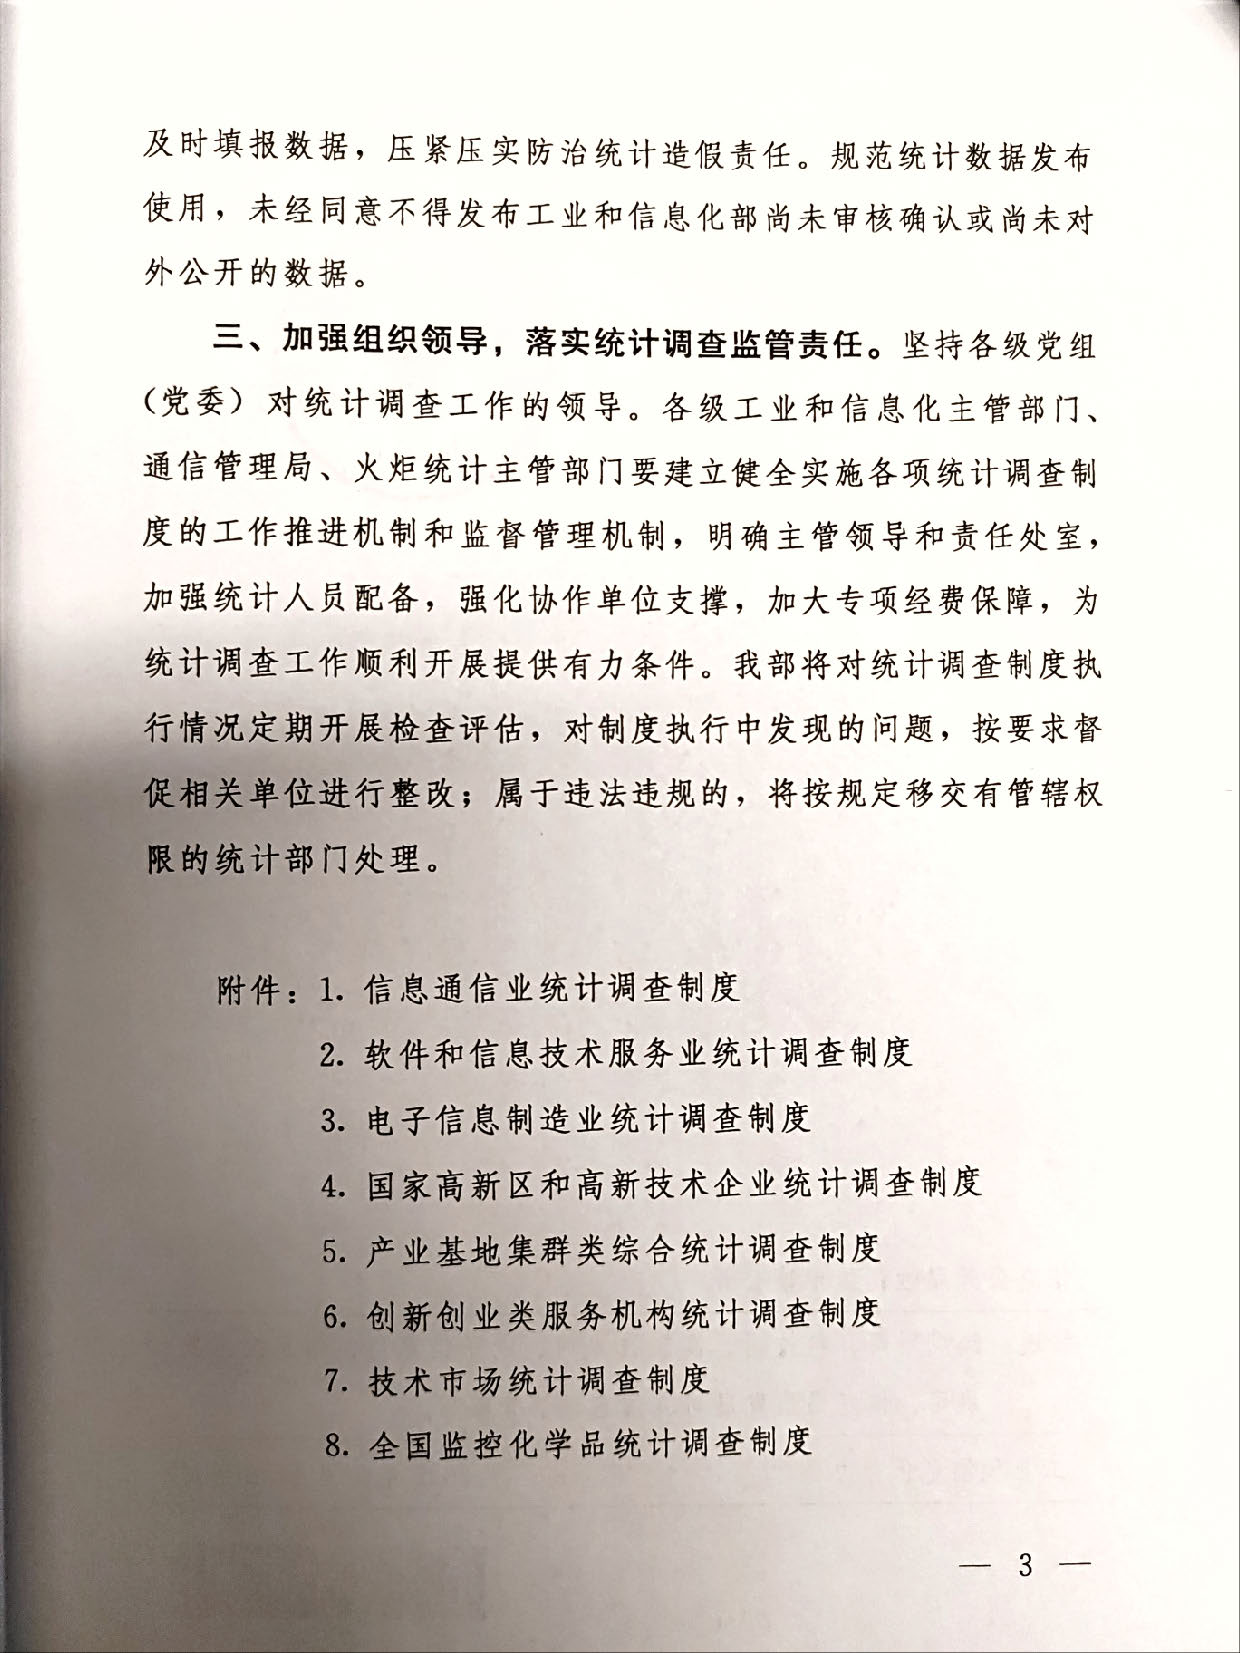 及时填报数据，压紧压实防治统计造假责任。规范统计数据发布
使用，未经同意不得发布工业和信息化部尚未审核确认或尚未对
外公开的数据。
三、加强组织领导，落实统计调查监管责任。坚持各级党组
（党委）对统计调查工作的领导。各级工业和信息化主管部门、
通信管理局、火炬统计主管部门要建立健全实施各项统计调查制
度的工作推进机制和监督管理机制，明确主管领导和责任处室，
加强统计人员配备，强化协作单位支撑，加大专项经费保障，为
统计调查工作顺利开展提供有力条件。我部将对统计调查制度执
行情况定期开展检查评估，对制度执行中发现的问题，按要求督
促相关单位进行整改；属于违法违规的，将按规定移交有管辖权
限的统计部门处理。
附件：1. 信息通信业统计调查制度
2. 软件和信息技术服务业统计调查制度
3. 电子信息制造业统计调查制度
4. 国家高新区和高新技术企业统计调查制度
5. 产业基地集群类综合统计调查制度
6. 创新创业类服务机构统计调查制度
7. 技术市场统计调查制度
8. 全国监控化学品统计调查制度
— 3 —